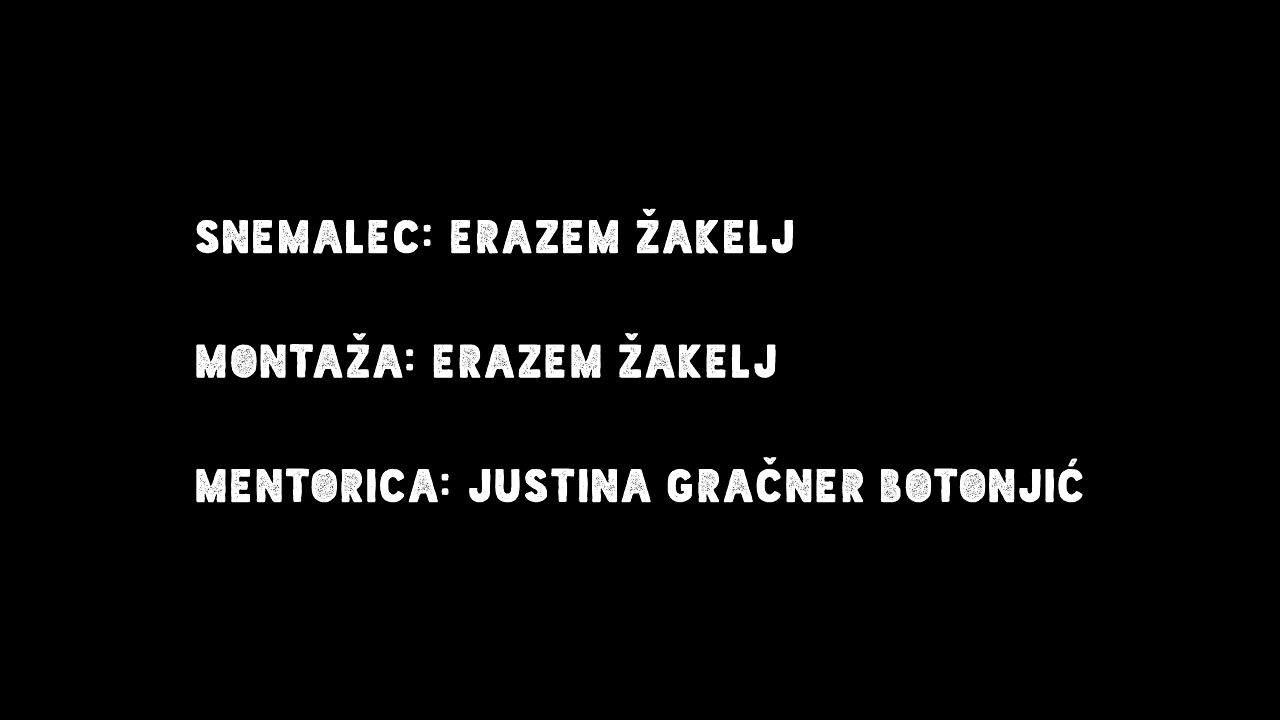 SNEMALEC: ERAZEM ŽAKELJ
MONTAŽA: ERAZEM ŽAKELJ
MENTORICA: JUSTINA GRAČNER BOTONJIĆ